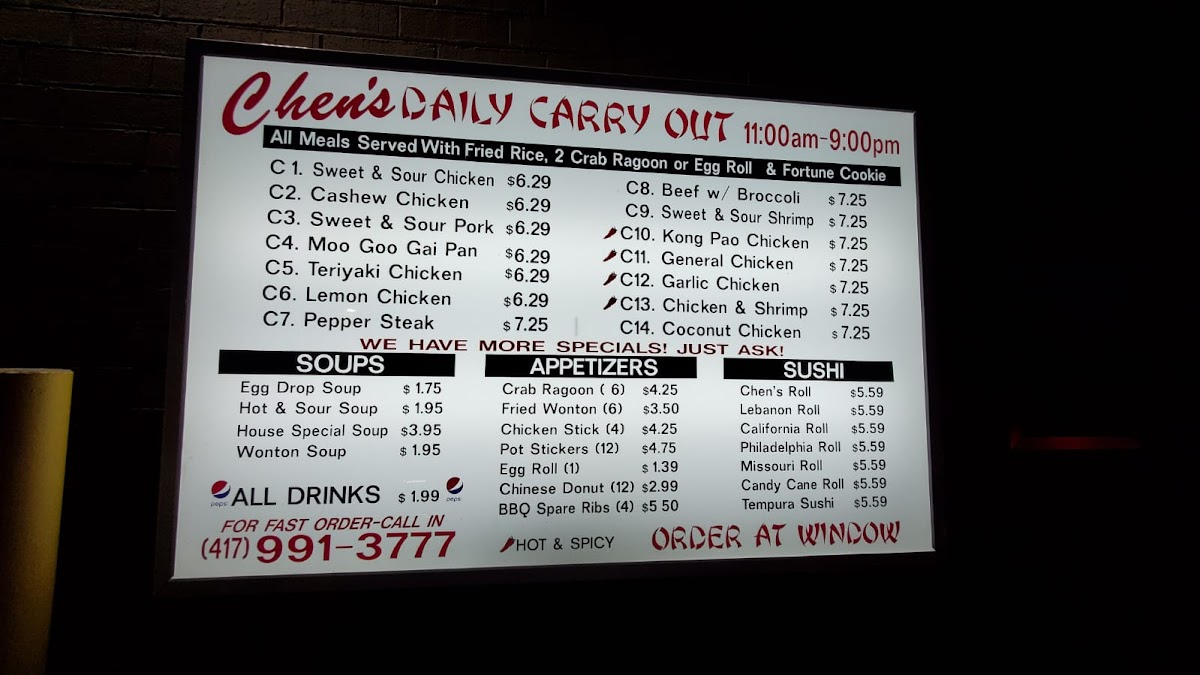 Chen's DAILY CARRY OUT 11:00am-9:00pm
All Meals Served With Fried Rice, 2 Crab Ragoon or Egg Roll & Fortune Cookie
C 1. Sweet & Sour Chicken $6.29
C2. Cashew Chicken $6.29
C3. Sweet & Sour Pork $6.29
C4. Moo Goo Gai Pan $6.29
C5. Teriyaki Chicken $6.29
C6. Lemon Chicken $6.29
C7. Pepper Steak $7.25
C8. Beef w/ Broccoli $7.25
C9. Sweet & Sour Shrimp $7.25
C10. Kong Pao Chicken $7.25
C11. General Chicken $7.25
C12. Garlic Chicken $7.25
C13. Chicken & Shrimp $7.25
C14. Coconut Chicken $7.25
WE HAVE MORE SPECIALS! JUST ASK!
SOUPS
Egg Drop Soup $1.75
Hot & Sour Soup $1.95
House Special Soup $3.95
Wonton Soup $1.95
pepsi ALL DRINKS $1.99 pepsi
FOR FAST ORDER-CALL IN
(417) 991-3777
APPETIZERS
Crab Ragoon ( 6) $4.25
Fried Wonton (6) $3.50
Chicken Stick (4) $4.25
Pot Stickers (12) $4.75
Egg Roll (1) $1.39
Chinese Donut (12) $2.99
BBQ Spare Ribs (4) $5 50
HOT & SPICY
SUSHI
Chen's Roll $5.59
Lebanon Roll $5.59
California Roll $5.59
Philadelphia Roll $5.59
Missouri Roll $5.59
Candy Cane Roll $5.59
Tempura Sushi $5.59
ORDER AT WINDOW